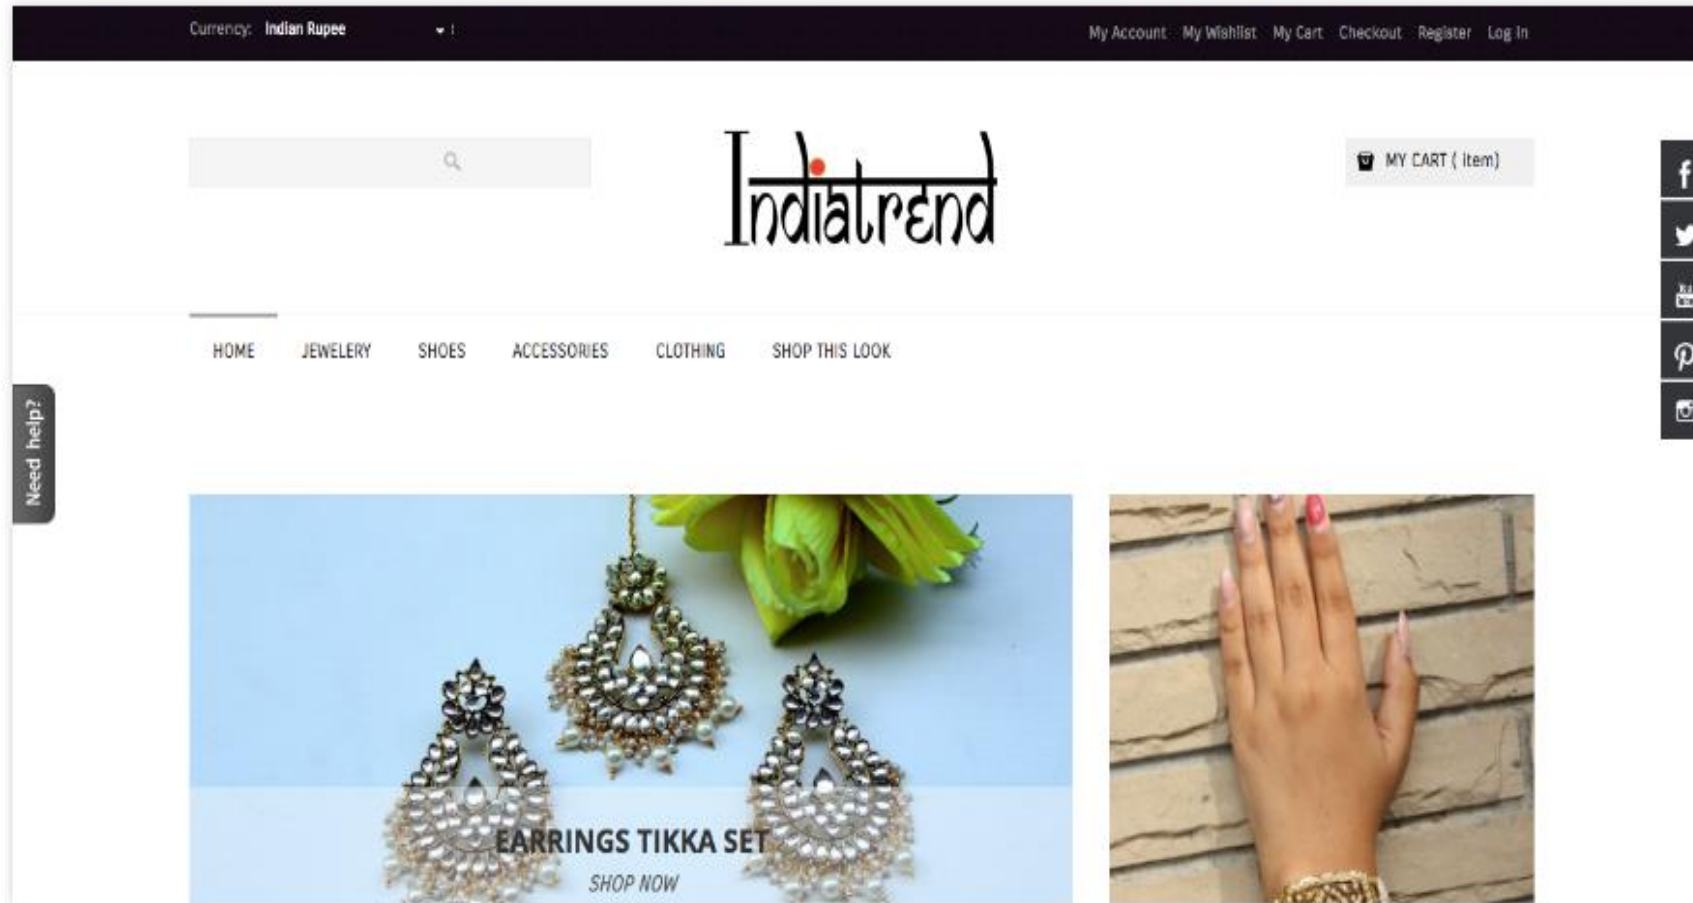 Currency: Indian Rupee
My Account My Wishlist My Cart Checkout Register Log In
Indiatrend
MY CART ( item)
HOME JEWELERY SHOES ACCESSORIES CLOTHING SHOP THIS LOOK
Need help?
EARRINGS TIKKA SET
SHOP NOW